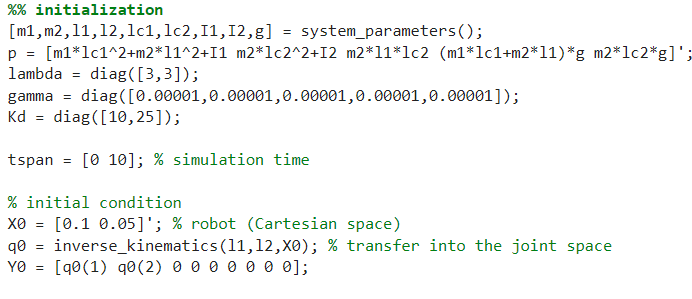 %% initialization
[m1,m2,l1,l2,lc1,lc2,I1,I2,g] = system_parameters();
p = [m1*lc1^2+m2*l1^2+I1 m2*lc2^2+I2 m2*l1*lc2 (m1*lc1+m2*l1)*g m2*lc2*g]';
lambda = diag([3,3]);
gamma = diag([0.00001,0.00001,0.00001,0.00001,0.00001]);
Kd = diag([10,25]);
tspan = [0 10]; % simulation time
% initial condition
X0 = [0.1 0.05]'; % robot (Cartesian space)
q0 = inverse_kinematics(l1,l2,X0); % transfer into the joint space
Y0 = [q0(1) q0(2) 0 0 0 0 0 0 0];